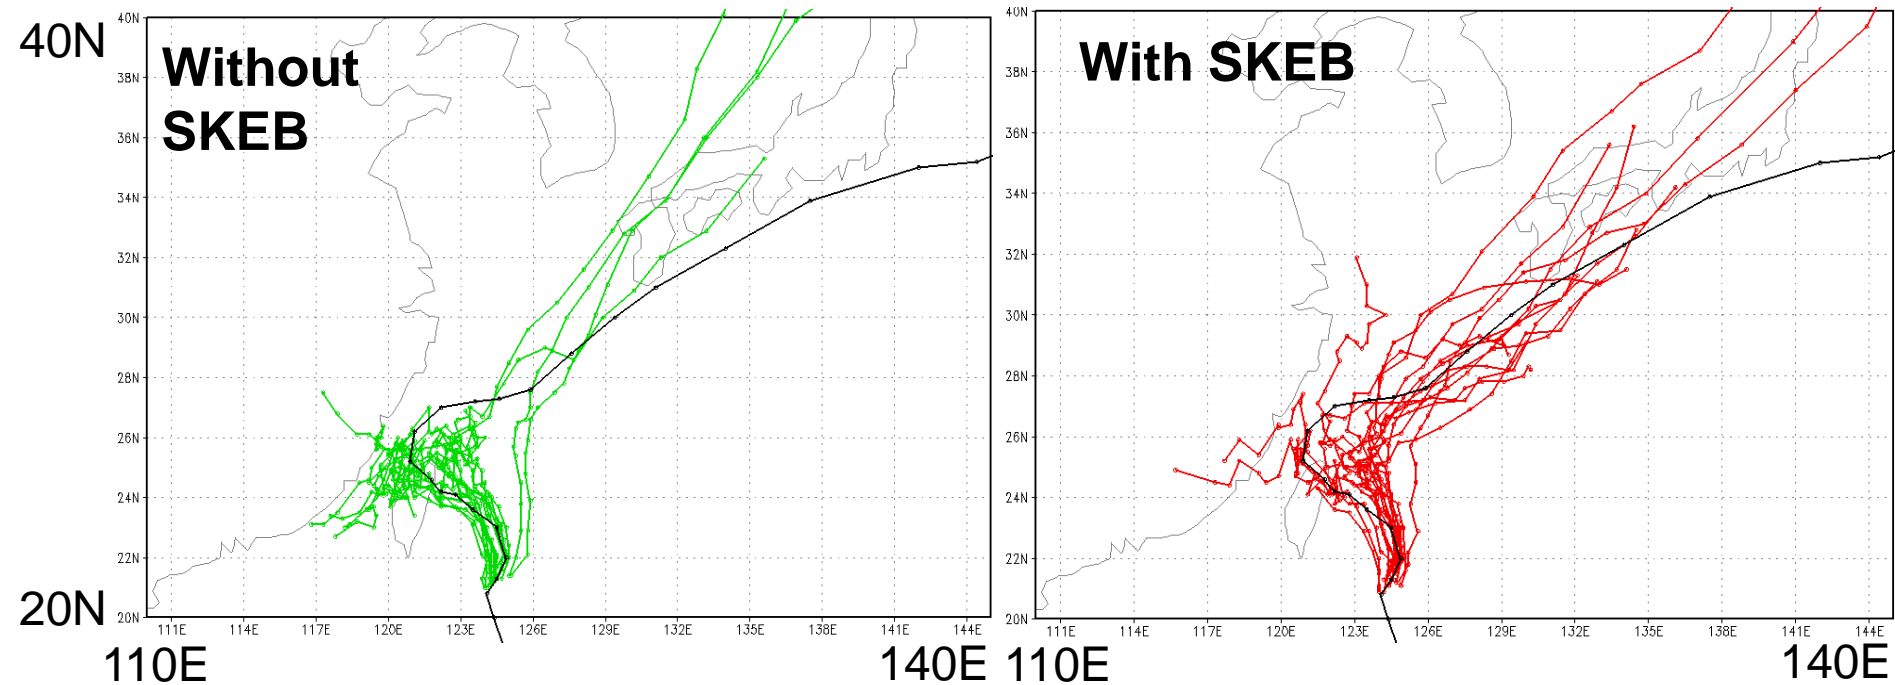 40N
Without
SKEB
20N
110E
140E
40N
38N
36N
34N
32N
30N
28N
26N
24N
22N
20N
111E 114E 117E 120E 123E 126E 129E 132E 135E 138E 141E 144E
With SKEB
110E
140E
40N
38N
36N
34N
32N
30N
28N
26N
24N
22N
20N
111E 114E 117E 120E 123E 126E 129E 132E 135E 138E 141E 144E